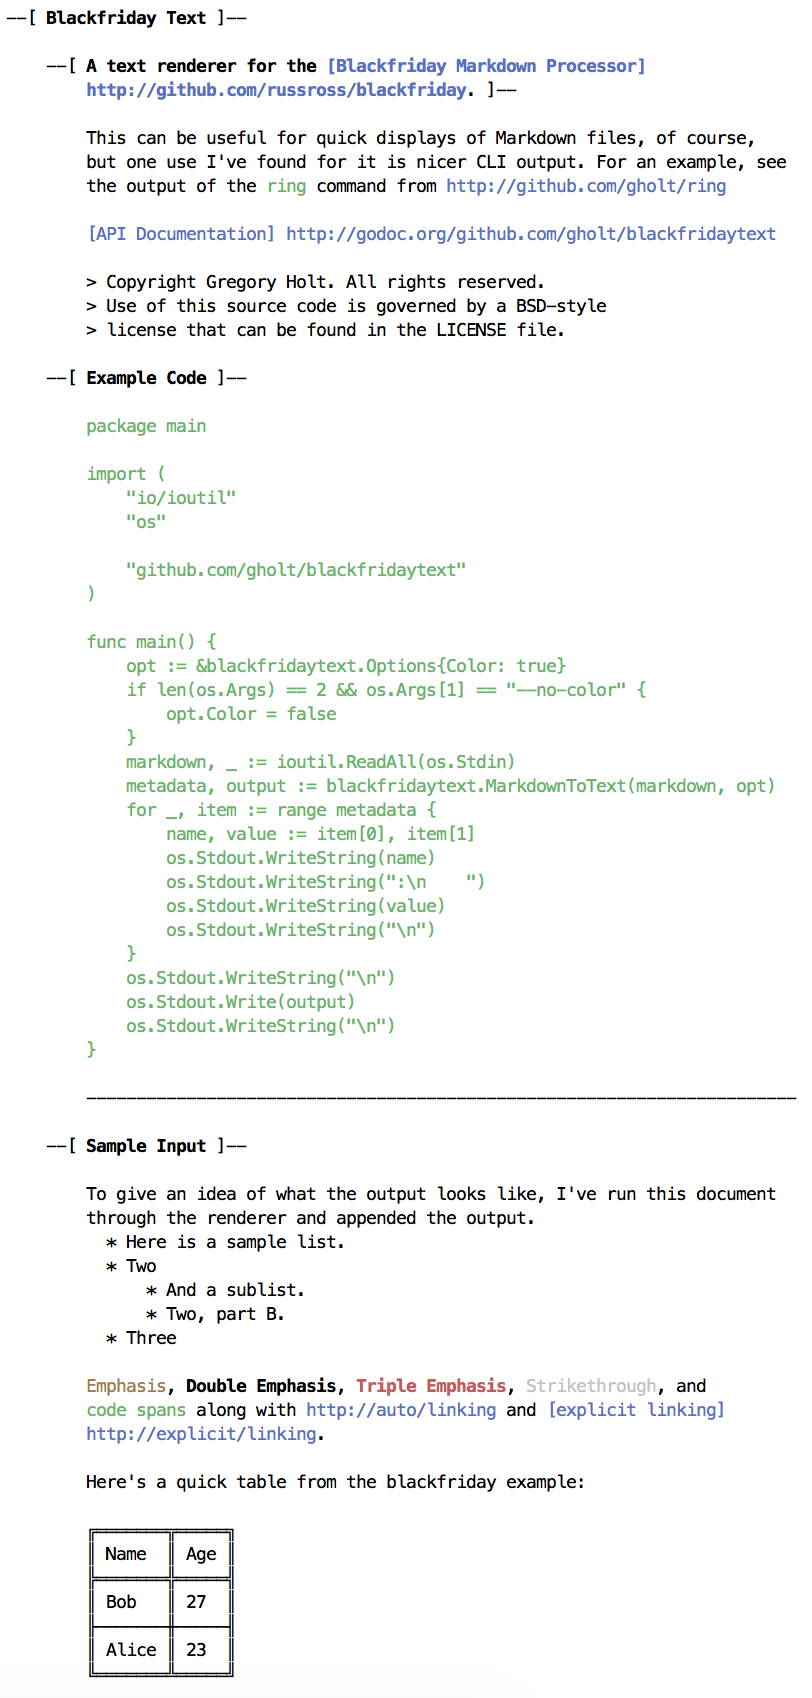 --[ Blackfriday Text ]--
--[ A text renderer for the [Blackfriday Markdown Processor]
http://github.com/russross/blackfriday. ]--
This can be useful for quick displays of Markdown files, of course,
but one use I've found for it is nicer CLI output. For an example, see
the output of the ring command from http://github.com/gholt/ring
[API Documentation] http://godoc.org/github.com/gholt/blackfridaytext
> Copyright Gregory Holt. All rights reserved.
> Use of this source code is governed by a BSD-style
> license that can be found in the LICENSE file.
--[ Example Code ]--
package main
import (
    "io/ioutil"
    "os"
    "github.com/gholt/blackfridaytext"
)
func main() {
    opt := &blackfridaytext.Options{Color: true}
    if len(os.Args) == 2 && os.Args[1] == "--no-color" {
        opt.Color = false
    }
    markdown, _ := ioutil.ReadAll(os.Stdin)
    metadata, output := blackfridaytext.MarkdownToText(markdown, opt)
    for _, item := range metadata {
        name, value := item[0], item[1]
        os.Stdout.WriteString(name)
        os.Stdout.WriteString(":\n    ")
        os.Stdout.WriteString(value)
        os.Stdout.WriteString("\n")
    }
    os.Stdout.WriteString("\n")
    os.Stdout.Write(output)
    os.Stdout.WriteString("\n")
}
--[ Sample Input ]--
To give an idea of what the output looks like, I've run this document
through the renderer and appended the output.
* Here is a sample list.
* Two
* And a sublist.
* Two, part B.
* Three
Emphasis, Double Emphasis, Triple Emphasis, Strikethrough, and
code spans along with http://auto/linking and [explicit linking]
http://explicit/linking.
Here's a quick table from the blackfriday example:
Name Age
Bob 27
Alice 23